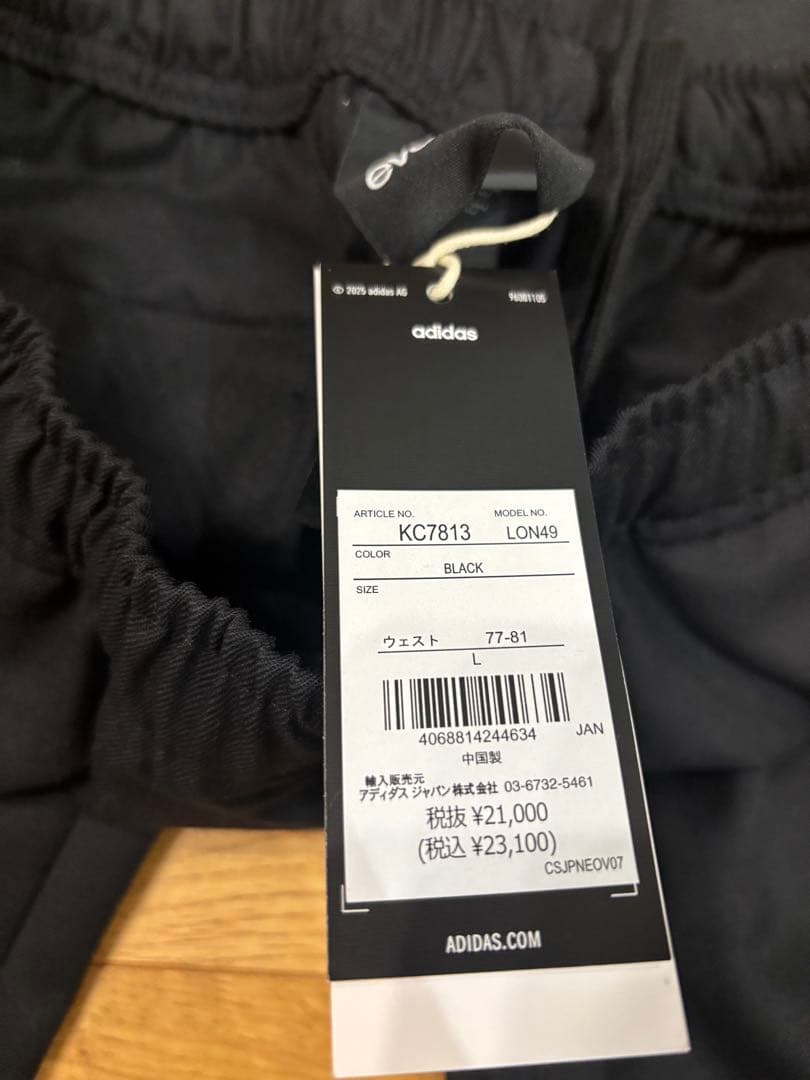 © 2025 adidas AG
adidas
ARTICLE NO. MODEL NO.
KC7813 LON49
COLOR
BLACK
SIZE
ウェスト 77-81
L
4068814244634 JAN
中国製
輸入販売元
アディダス ジャパン株式会社 03-6732-5461
税抜 ¥21,000
(税込 ¥23,100)
CSJPNEOV07
ADIDAS.COM